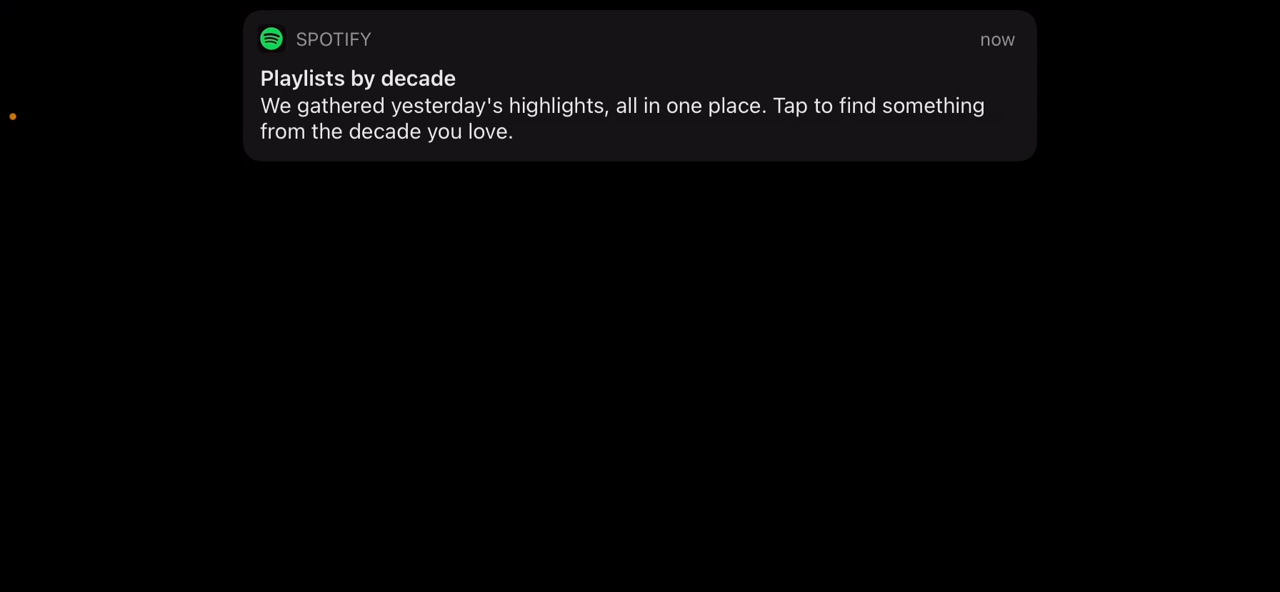 SPOTIFY
now
Playlists by decade
We gathered yesterday's highlights, all in one place. Tap to find something
from the decade you love.